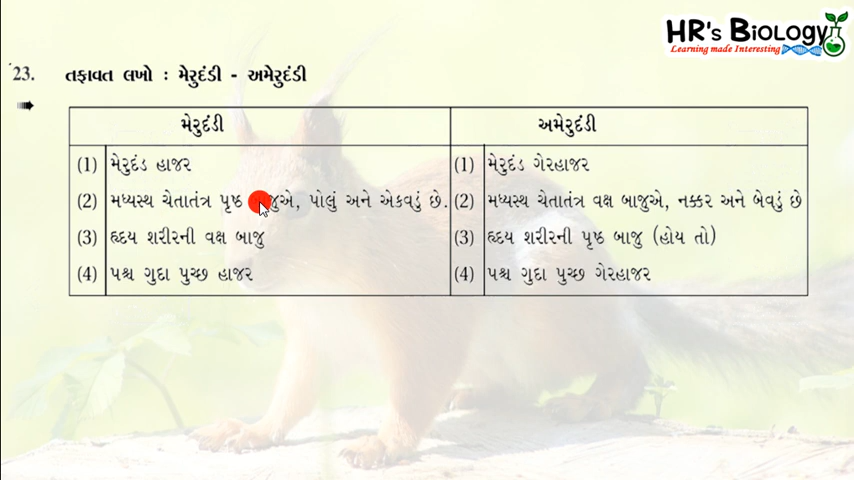 HR's Biology
Learning made Interesting
23. તફાવત લખો : મેરુદંડી - અમેરુદંડી
મેરુદંડી અમેરુદંડી
(1) મેરુદંડ હાજર (1) મેરુદંડ ગેરહાજર
(2) મધ્યસ્થ ચેતાતંત્ર પૃષ્ઠ પોલું અને એકવડું છે. (2) મધ્યસ્થ ચેતાતંત્ર વક્ષ બાજુએ, નક્કર અને બેવડું છે
(3) હૃદય શરીરની વક્ષ બાજુ (3) હૃદય શરીરની પૃષ્ઠ બાજુ (હોય તો)
(4) પશ્ચ ગુદા પુચ્છ હાજર (4) પશ્ચ ગુદા પુચ્છ ગેરહાજર